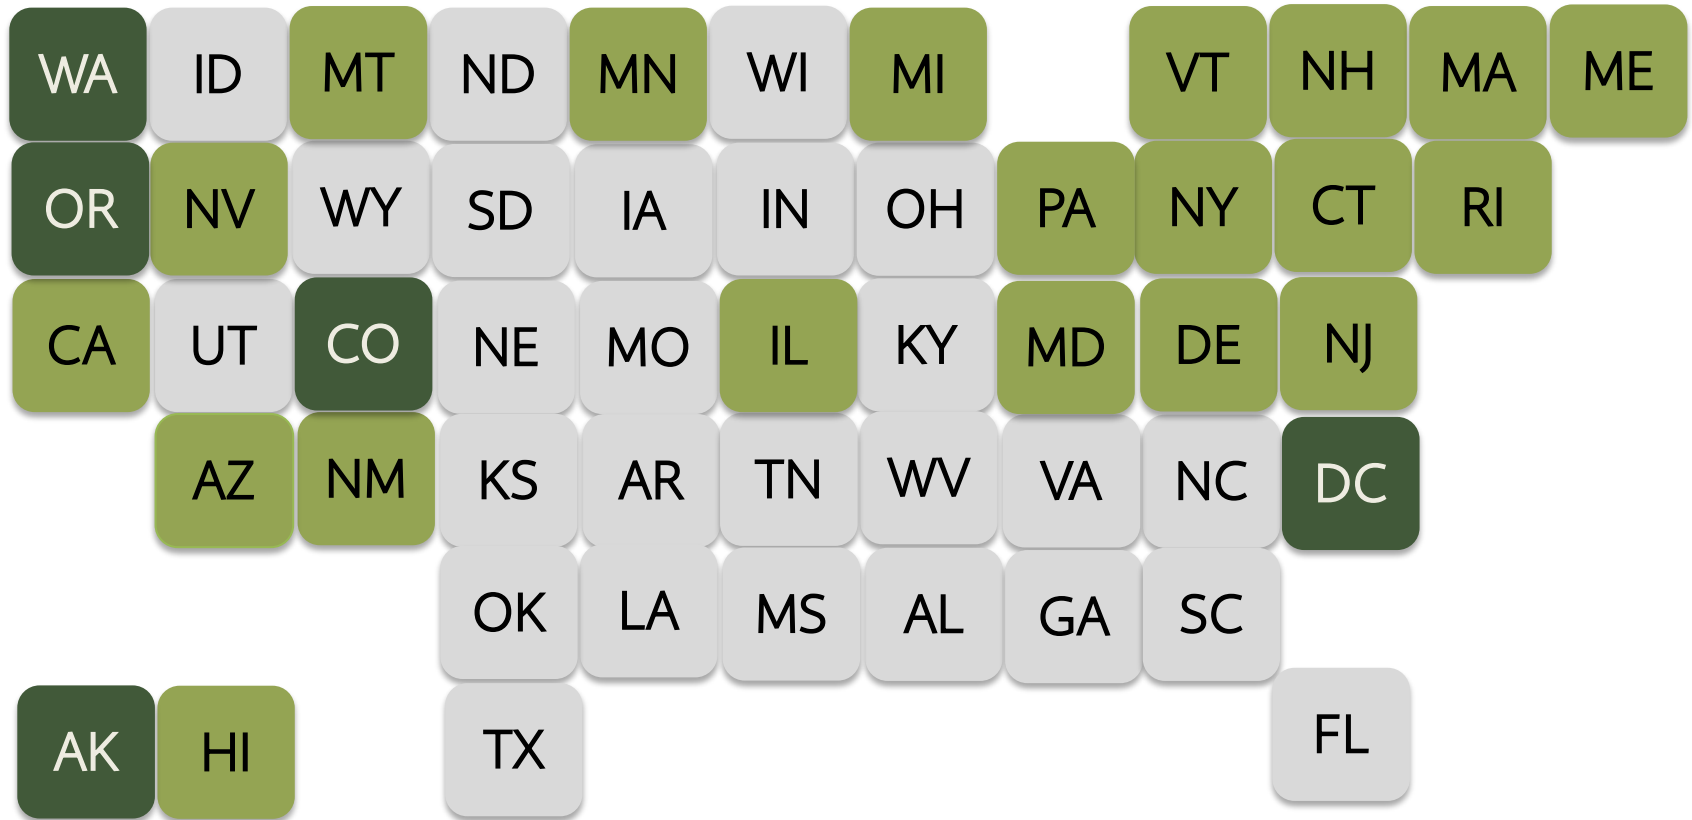 WA ID MT ND MN WI MI VT NH MA ME
OR NV WY SD IA IN OH PA NY CT RI
CA UT CO NE MO IL KY MD DE NJ
AZ NM KS AR TN WV VA NC DC
OK LA MS AL GA SC
AK HI TX FL